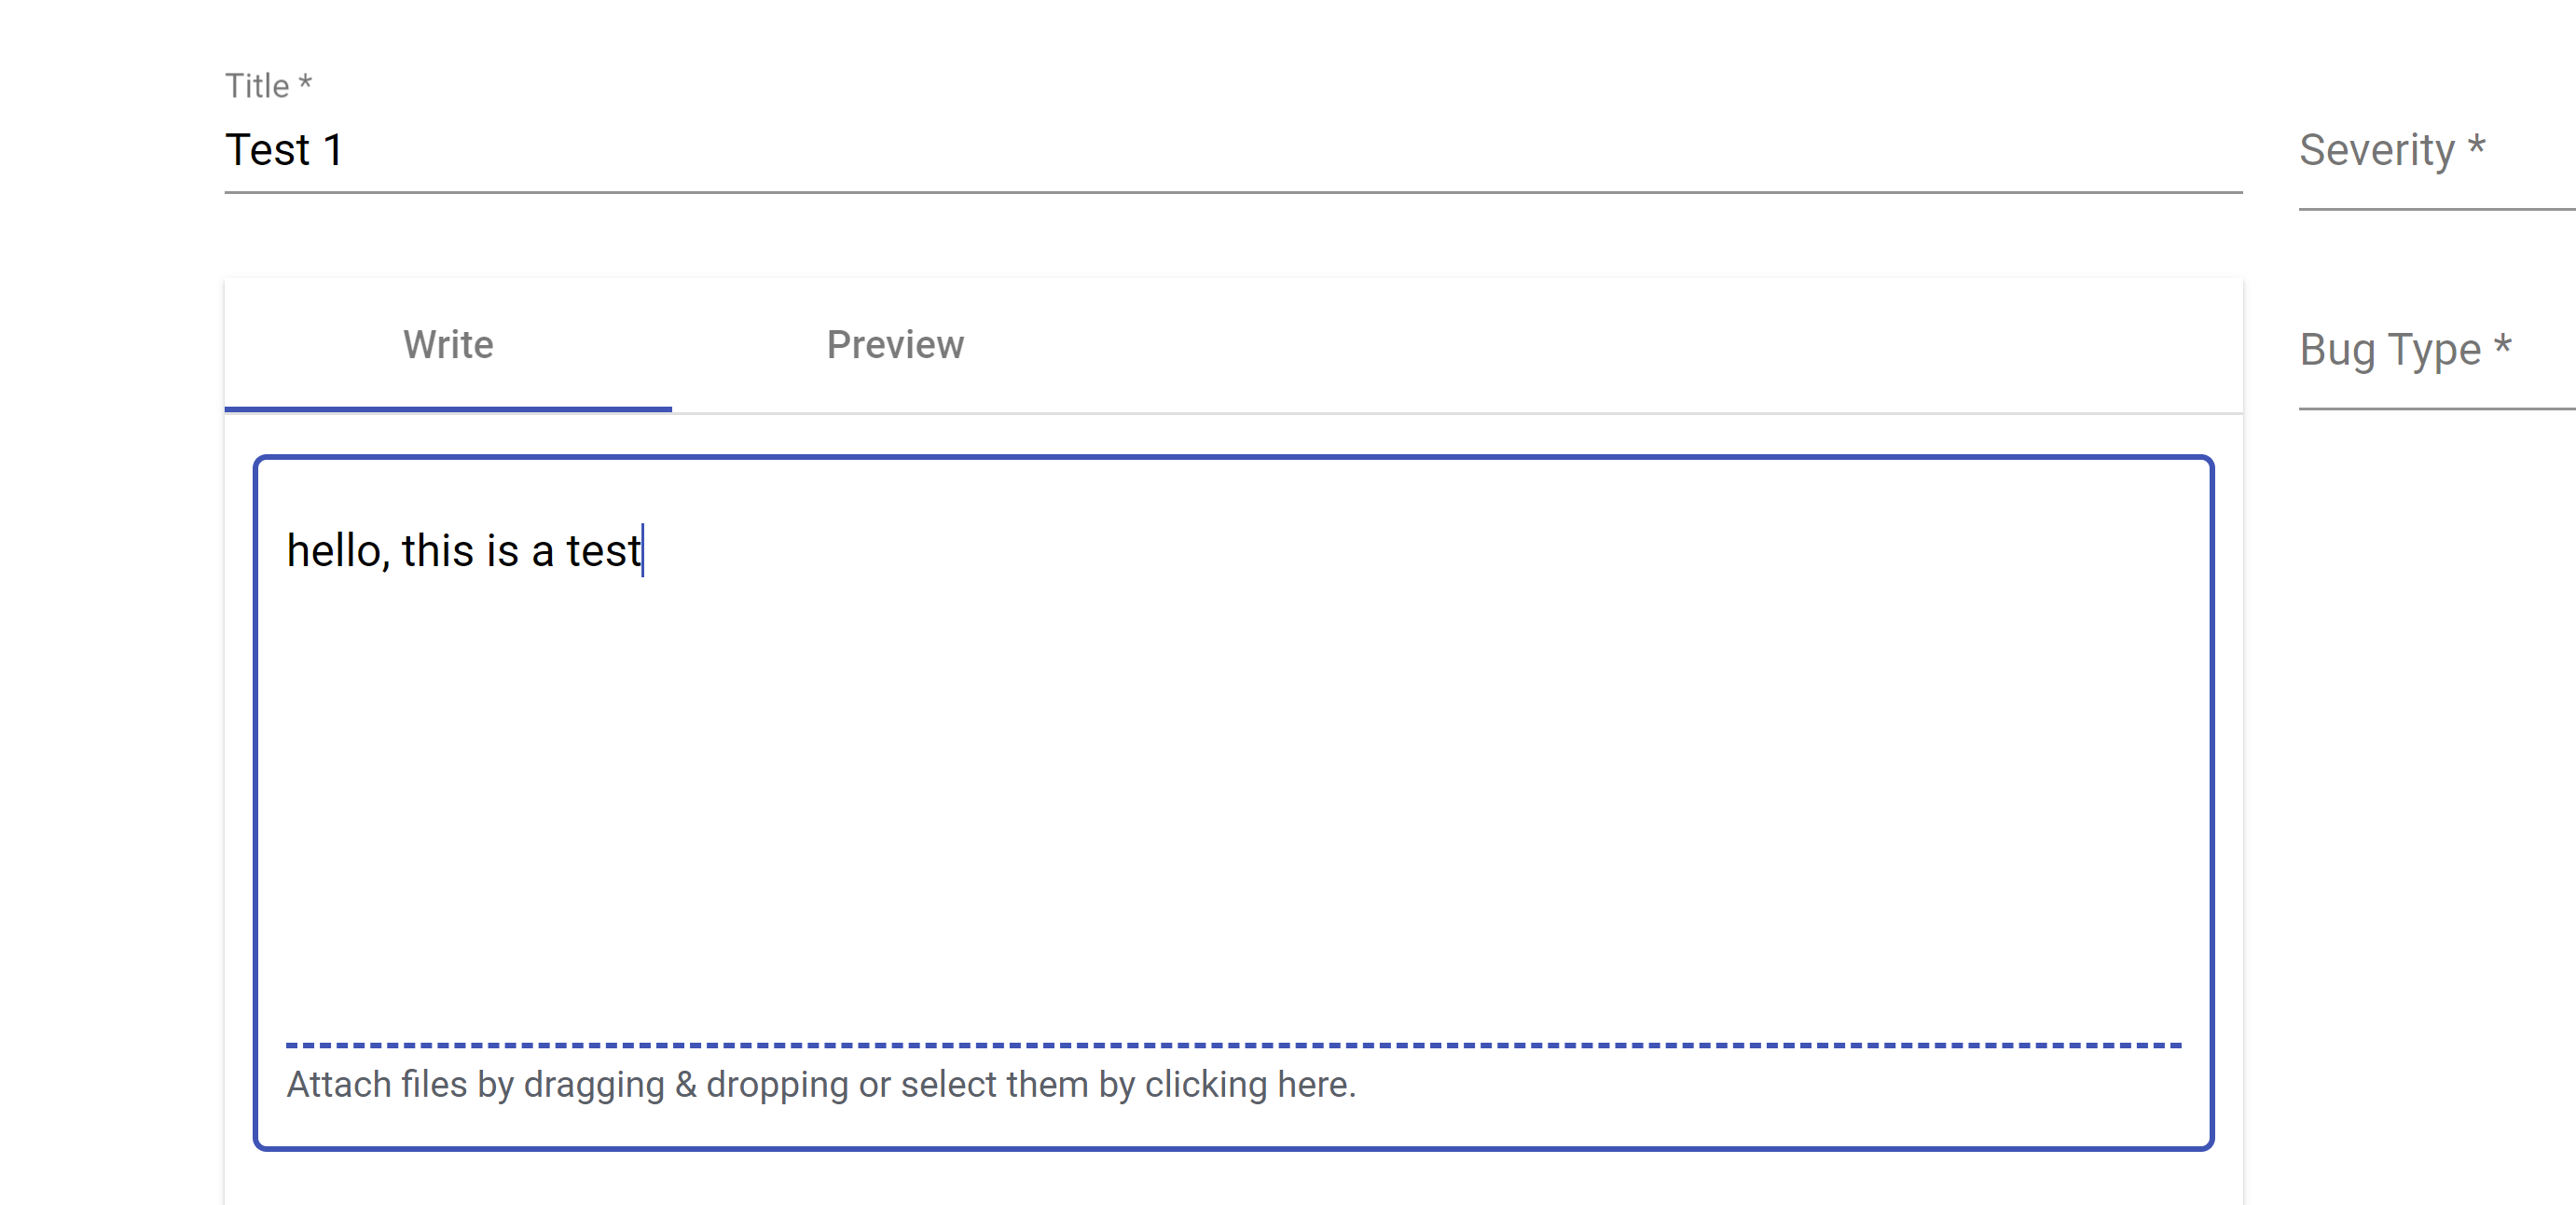 Title *
Test 1
Severity *
Write
Preview
Bug Type *
hello, this is a test
Attach files by dragging & dropping or select them by clicking here.